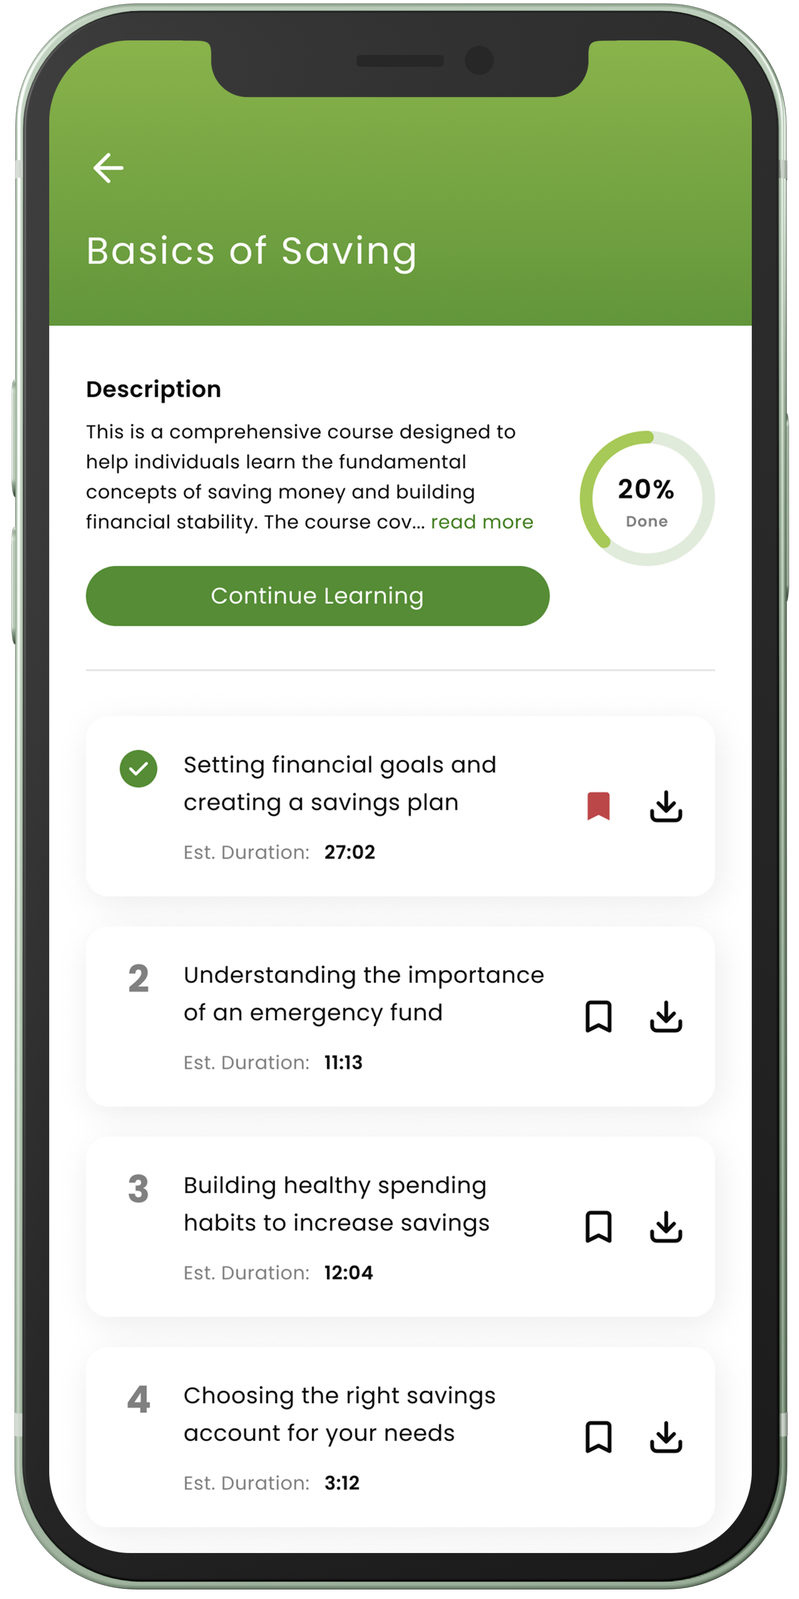 Basics of Saving
Description
This is a comprehensive course designed to
help individuals learn the fundamental
concepts of saving money and building
financial stability. The course cov... read more
20%
Done
Continue Learning
Setting financial goals and
creating a savings plan
Est. Duration: 27:02
2
Understanding the importance
of an emergency fund
Est. Duration: 11:13
3
Building healthy spending
habits to increase savings
Est. Duration: 12:04
4
Choosing the right savings
account for your needs
Est. Duration: 3:12